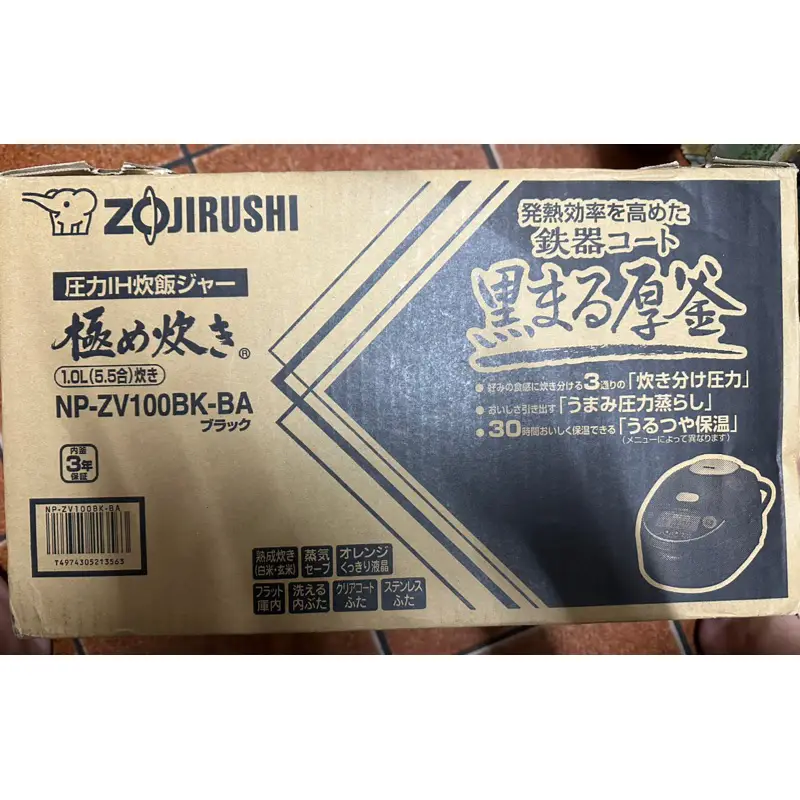 ZOJIRUSHI
圧力IH炊飯ジャー
極め炊き®
1.0L(5.5合)炊き
NP-ZV100BK-BA
ブラック
内釜
3年
保証
NP-ZV100BK-BA
T4974305213563
発熱効率を高めた
鉄器コート
黒まる厚釜
● 好みの食感に炊き分ける3通りの「炊き分け圧力」
● おいしさ引き出す「うまみ圧力蒸らし」
● 30時間おいしく保温できる「うるつや保温」
(メニューによって異なります)
熟成炊き
(白米・玄米)
蒸気
セーブ
オレンジ
くっきり液晶
フラット
庫内
洗える
内ぶた
クリアコート
ふた
ステンレス
ふた